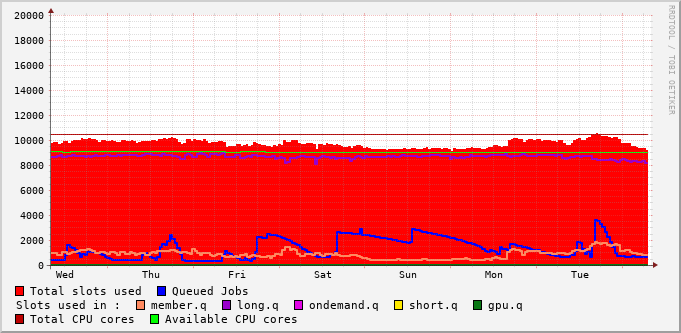 20000
18000
16000
14000
12000
10000
8000
6000
4000
2000
0
Wed Thu Fri Sat Sun Mon Tue
RRDTOOL / TOBI OETIKER
Total slots used Queued Jobs
Slots used in : member.q long.q ondemand.q short.q gpu.q
Total CPU cores Available CPU cores